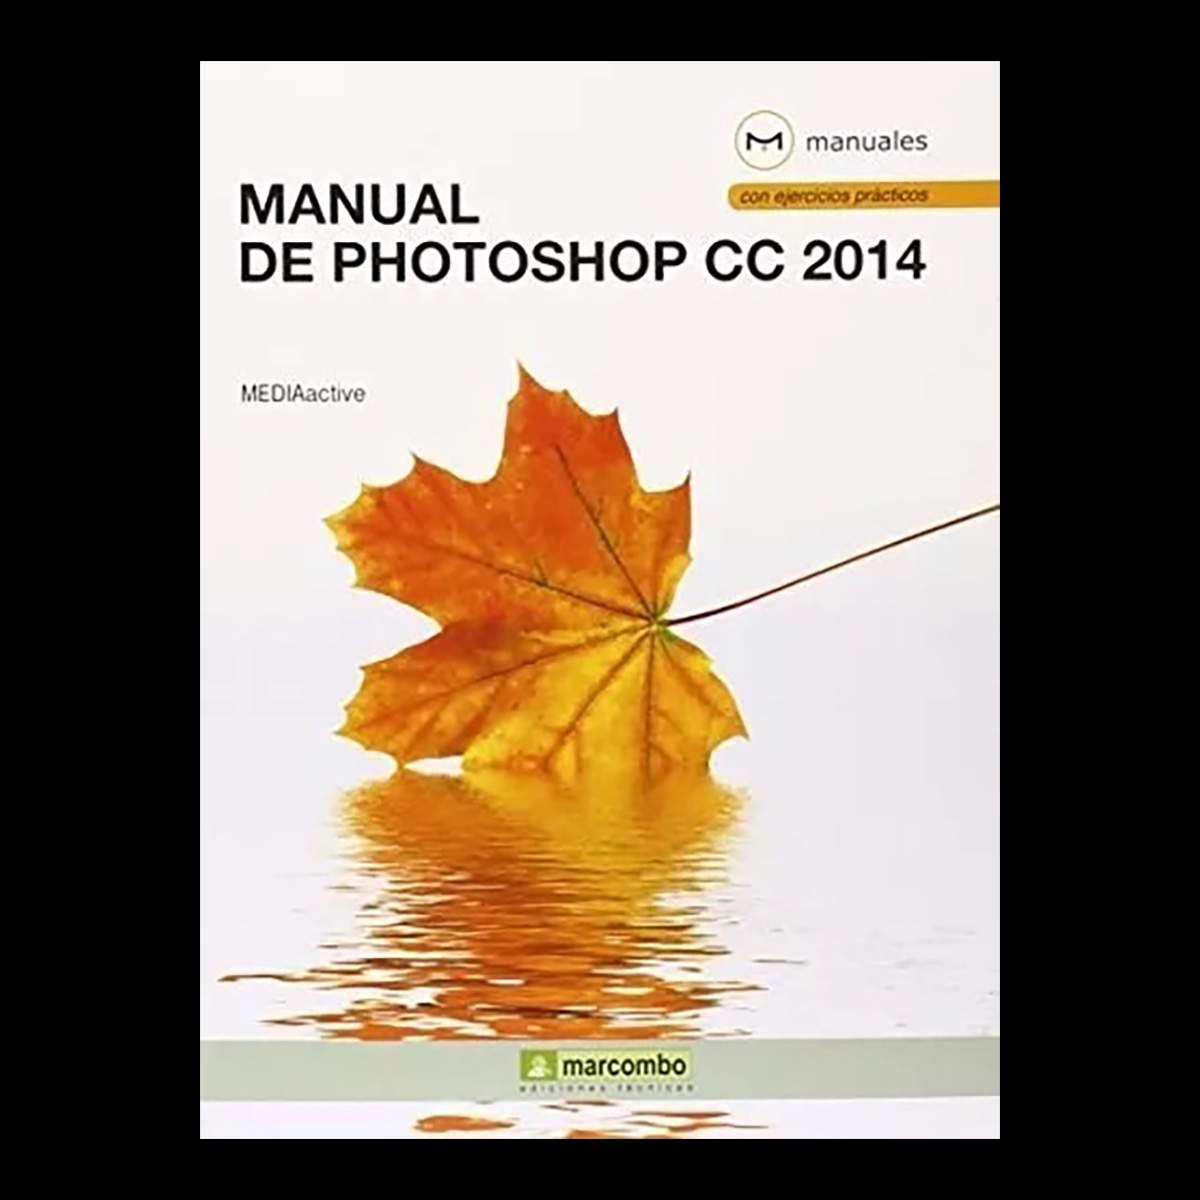 manuales
con ejercicios prácticos
MANUAL
DE PHOTOSHOP CC 2014
MEDIAactive
marcombo
ediciones técnicas